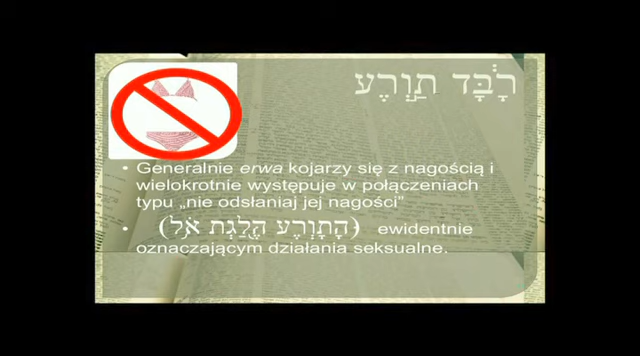 רָבָּד תַוְרֶע
• Generalnie erwa kojarzy się z nagością i
wielokrotnie występuje w połączeniach
typu „nie odsłaniaj jej nagości”
• (הָתָוְרֶע הֶּלַגְת אֹל) ewidentnie
oznaczającym działania seksualne.